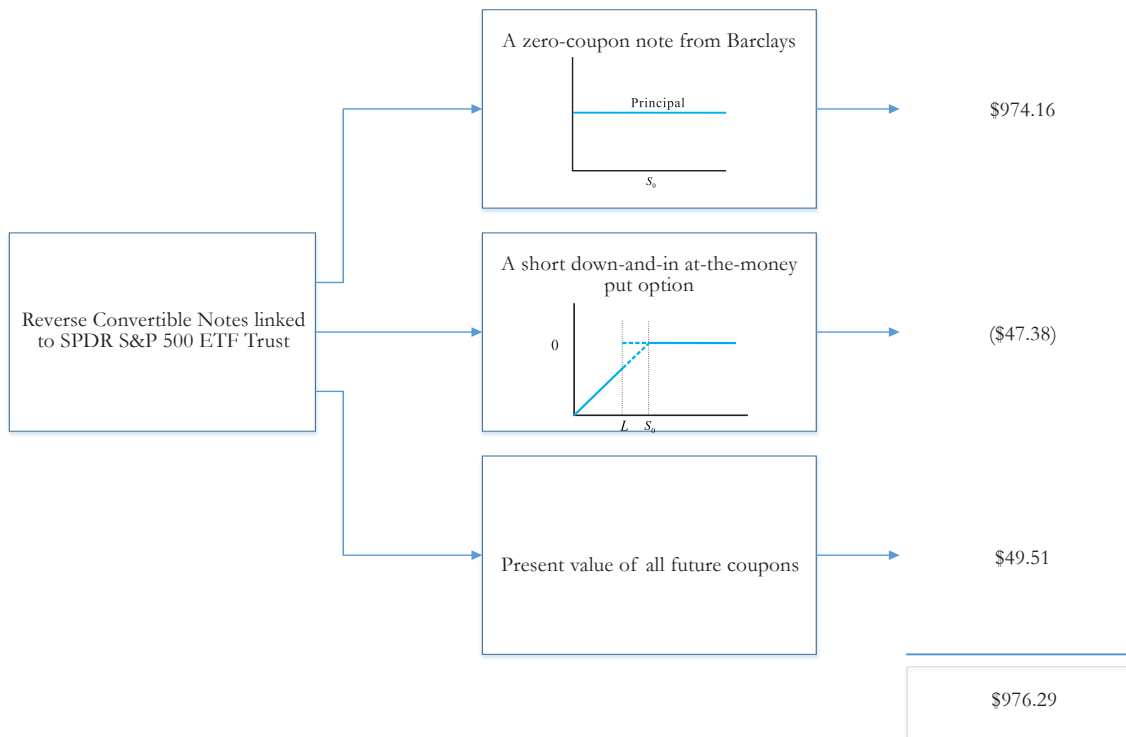 A zero-coupon note from Barclays
Principal
S₀
$974.16
Reverse Convertible Notes linked
to SPDR S&P 500 ETF Trust
A short down-and-in at-the-money
put option
0
L S₀
($47.38)
Present value of all future coupons
$49.51
$976.29